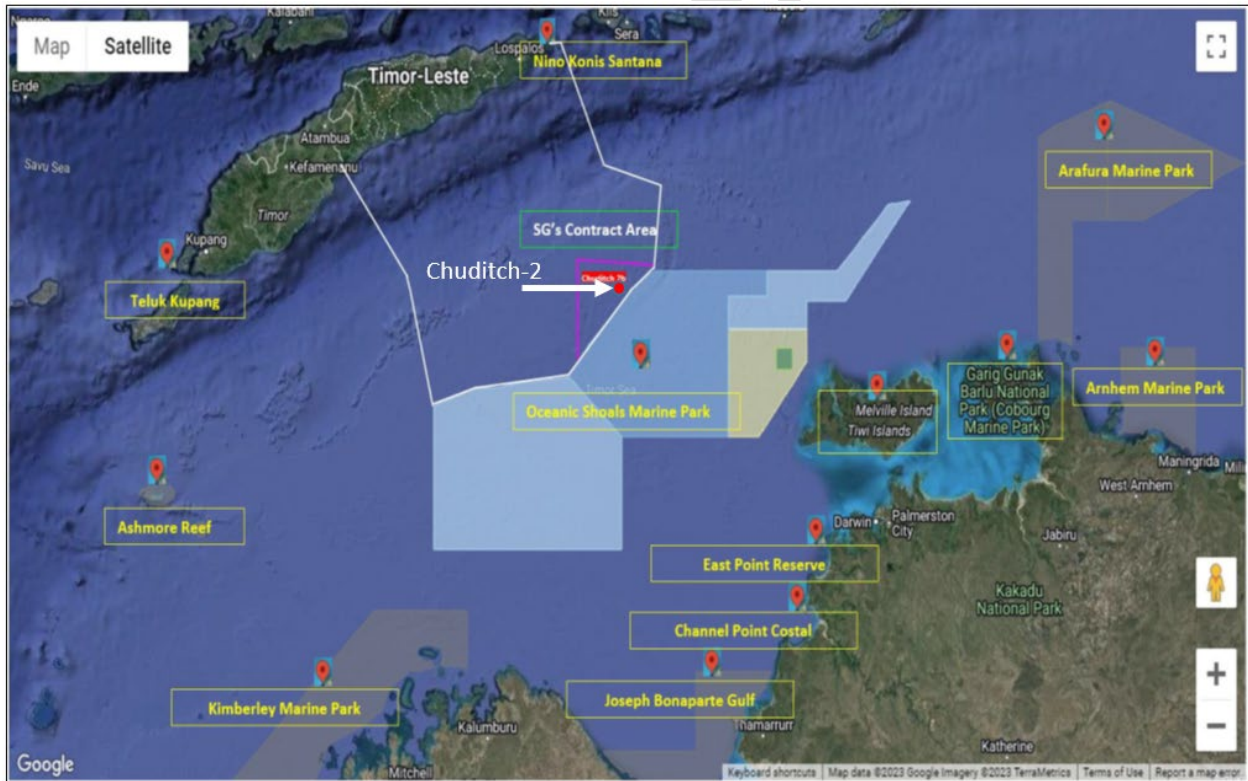 Map
Satellite
Kalabahi
Kils
Sera
Lospalos
Nino Konis Santana
Timor-Leste
Ende
Atambua
Kefamenanu
Savu Sea
Timor
Kupang
Teluk Kupang
Arafura Marine Park
SG's Contract Area
Chuditch-2
Timor Sea
Oceanic Shoals Marine Park
Melville Island
Tiwi Islands
Garig Gunak
Barlu National
Park (Cobourg
Marine Park)
Arnhem Marine Park
Maningrida
West Arnhem
Ashmore Reef
Darwin
Palmerston
City
Jabiru
East Point Reserve
Kakadu
National Park
Channel Point Costal
Joseph Bonaparte Gulf
Kimberley Marine Park
Kalumburu
Thamarrurr
Katherine
Mitchell
Google
Keyboard shortcuts
Map data ©2023 Google Imagery ©2023 TerraMetrics
Terms of Use
Report a map error